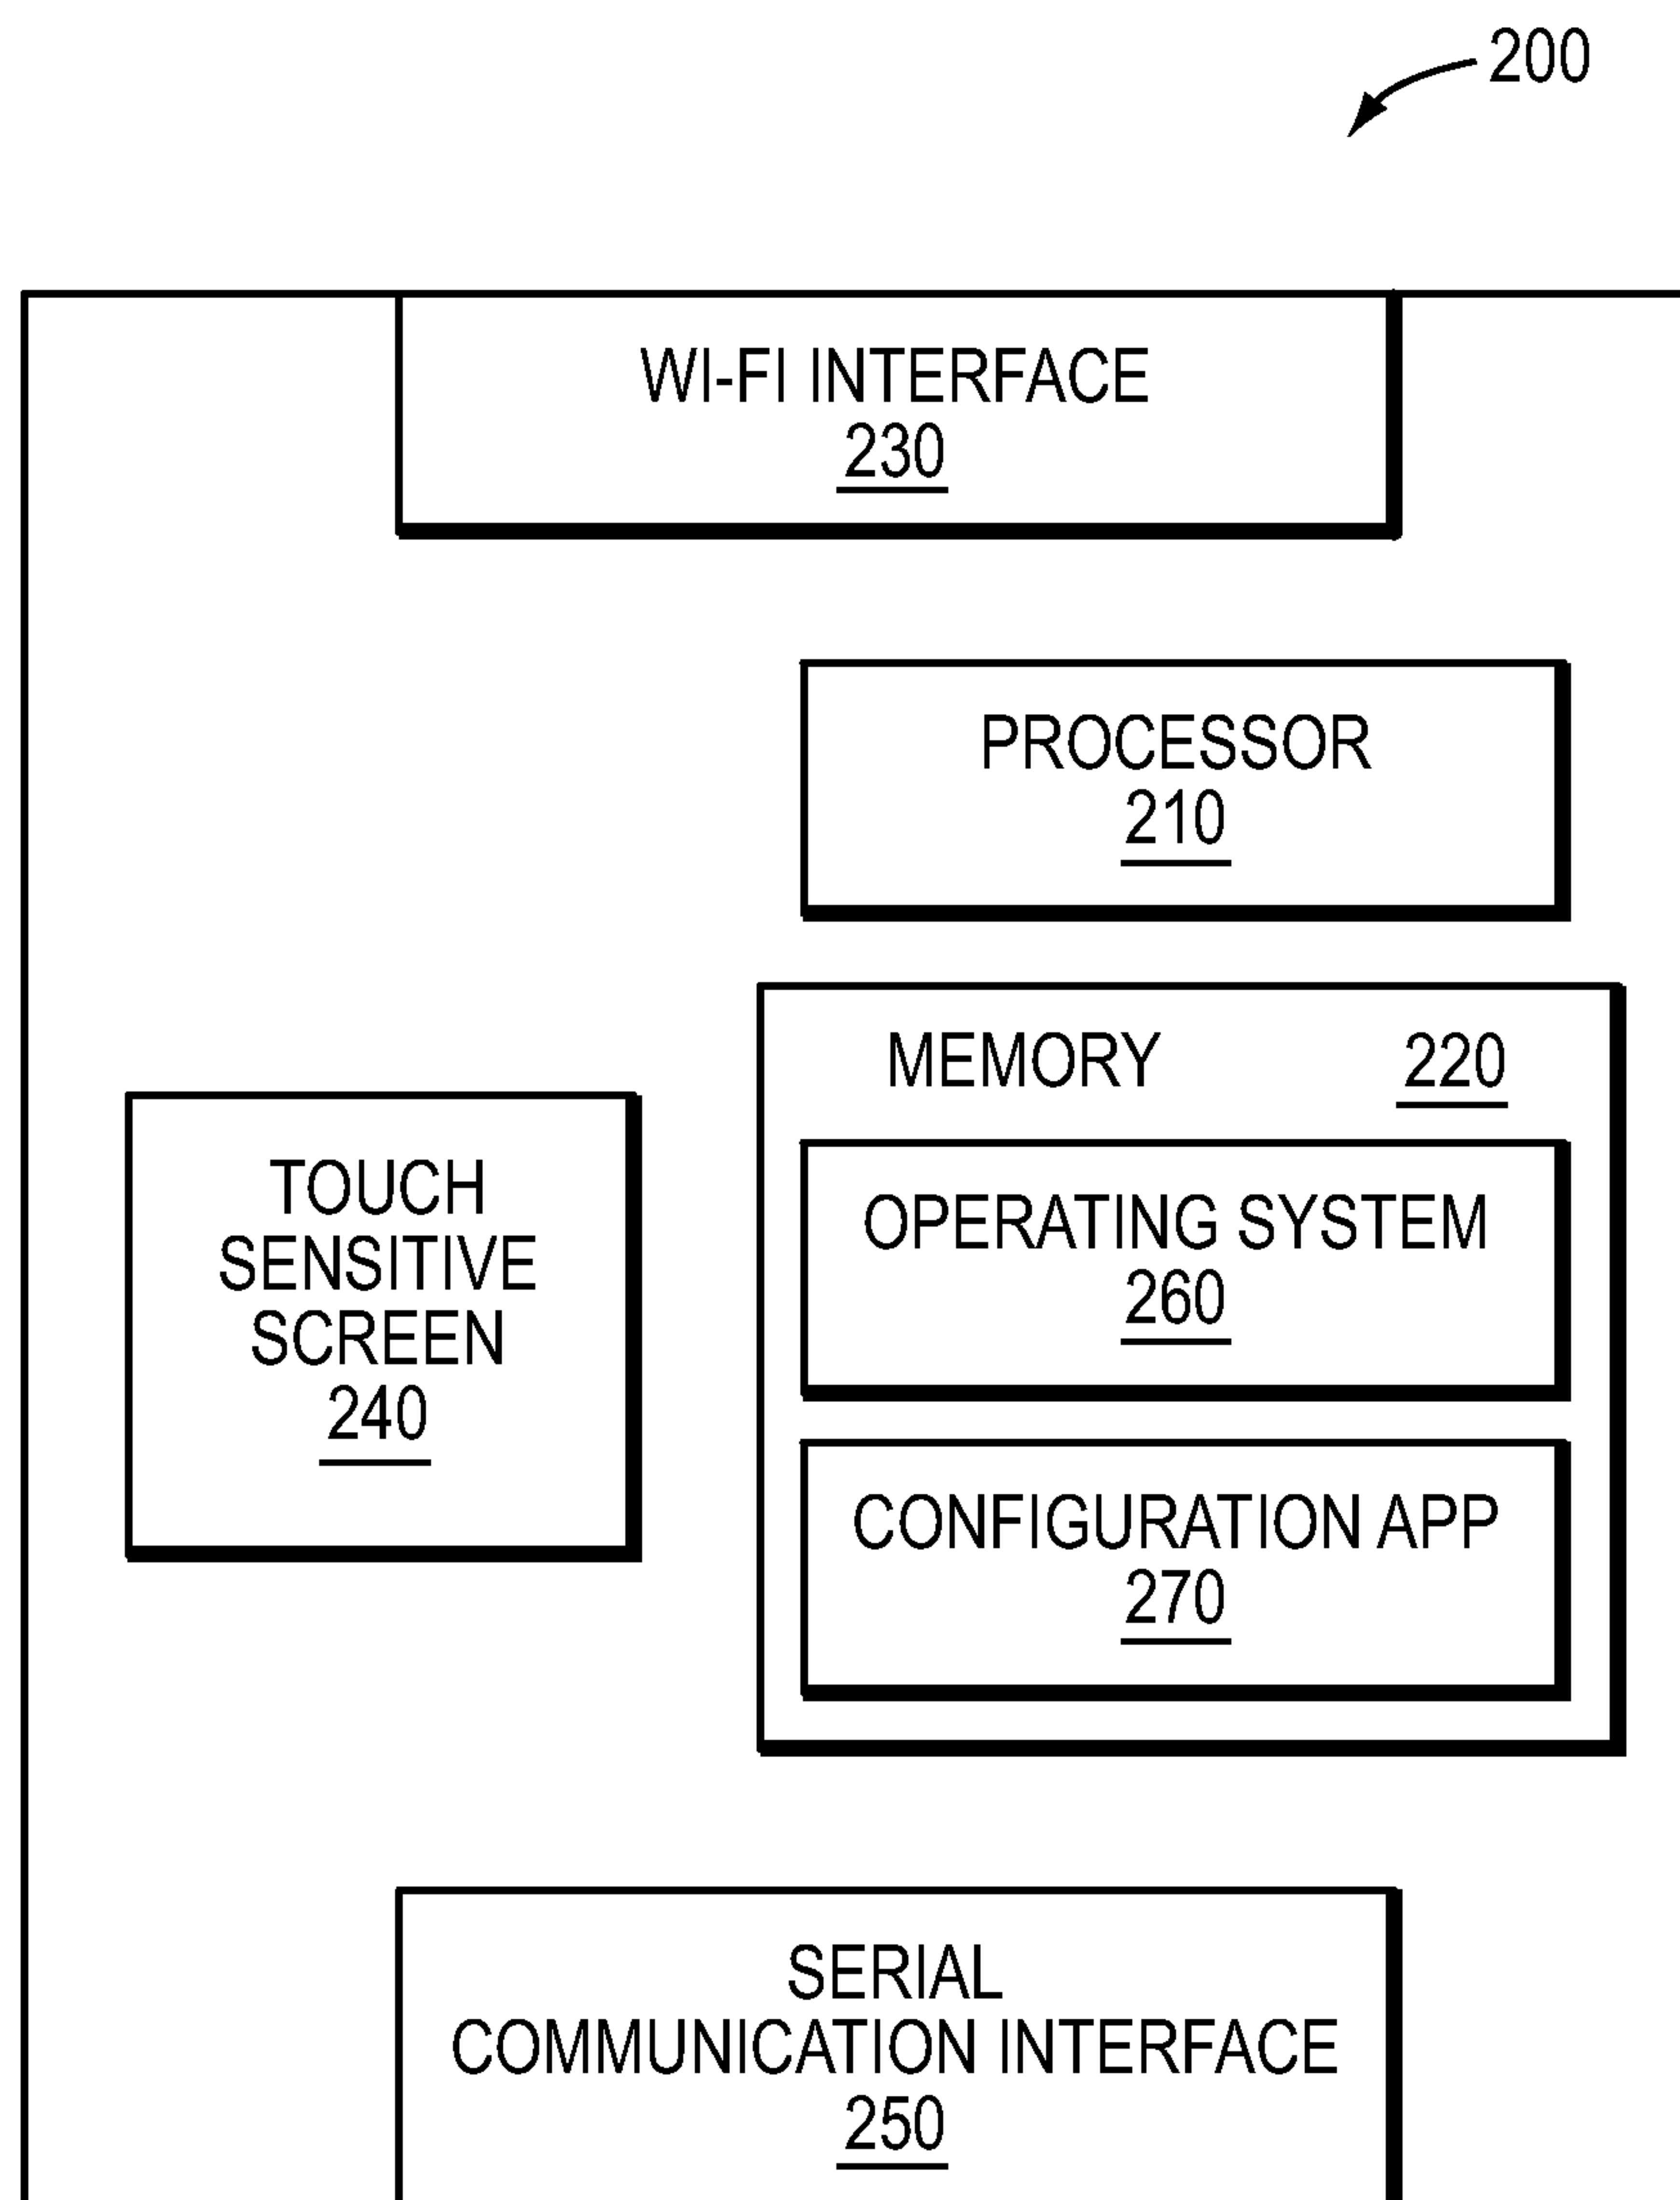 200
WI-FI INTERFACE
230
PROCESSOR
210
MEMORY 220
TOUCH
SENSITIVE
SCREEN
240
OPERATING SYSTEM
260
CONFIGURATION APP
270
SERIAL
COMMUNICATION INTERFACE
250